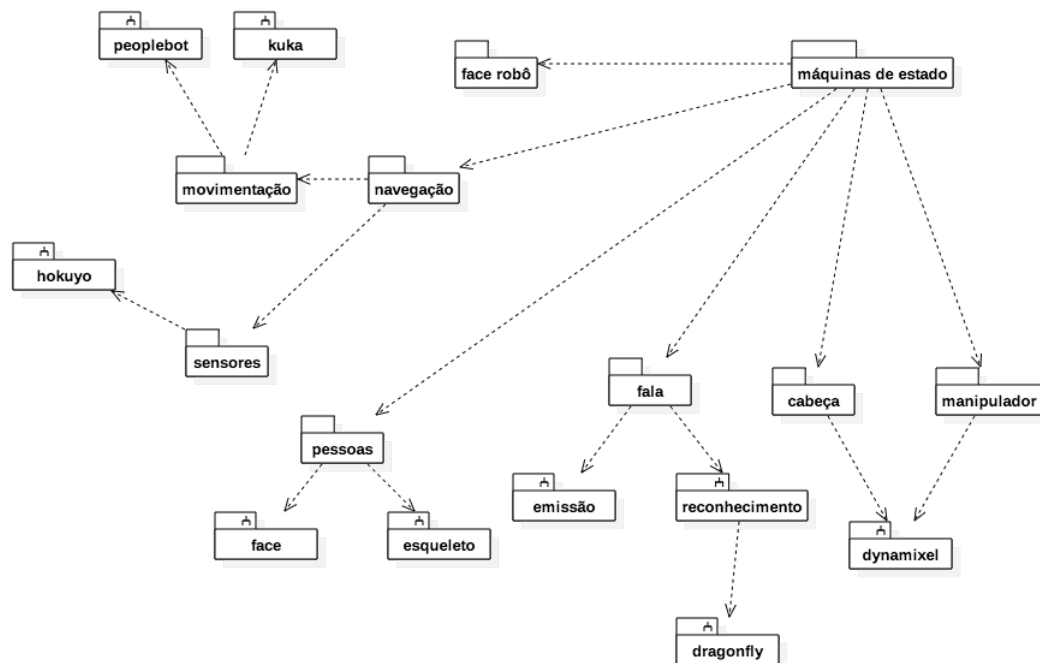 peoplebot
kuka
face robô
máquinas de estado
movimentação
navegação
hokuyo
sensores
fala
cabeça
manipulador
pessoas
emissão
reconhecimento
face
esqueleto
dynamixel
dragonfly